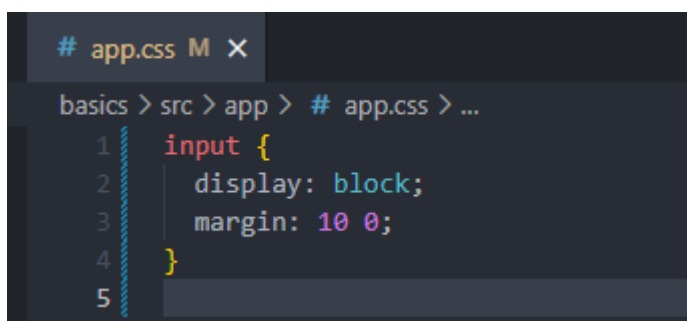 # app.css M ×
basics > src > app > # app.css > ...
1 input {
2 display: block;
3 margin: 10 0;
4 }
5